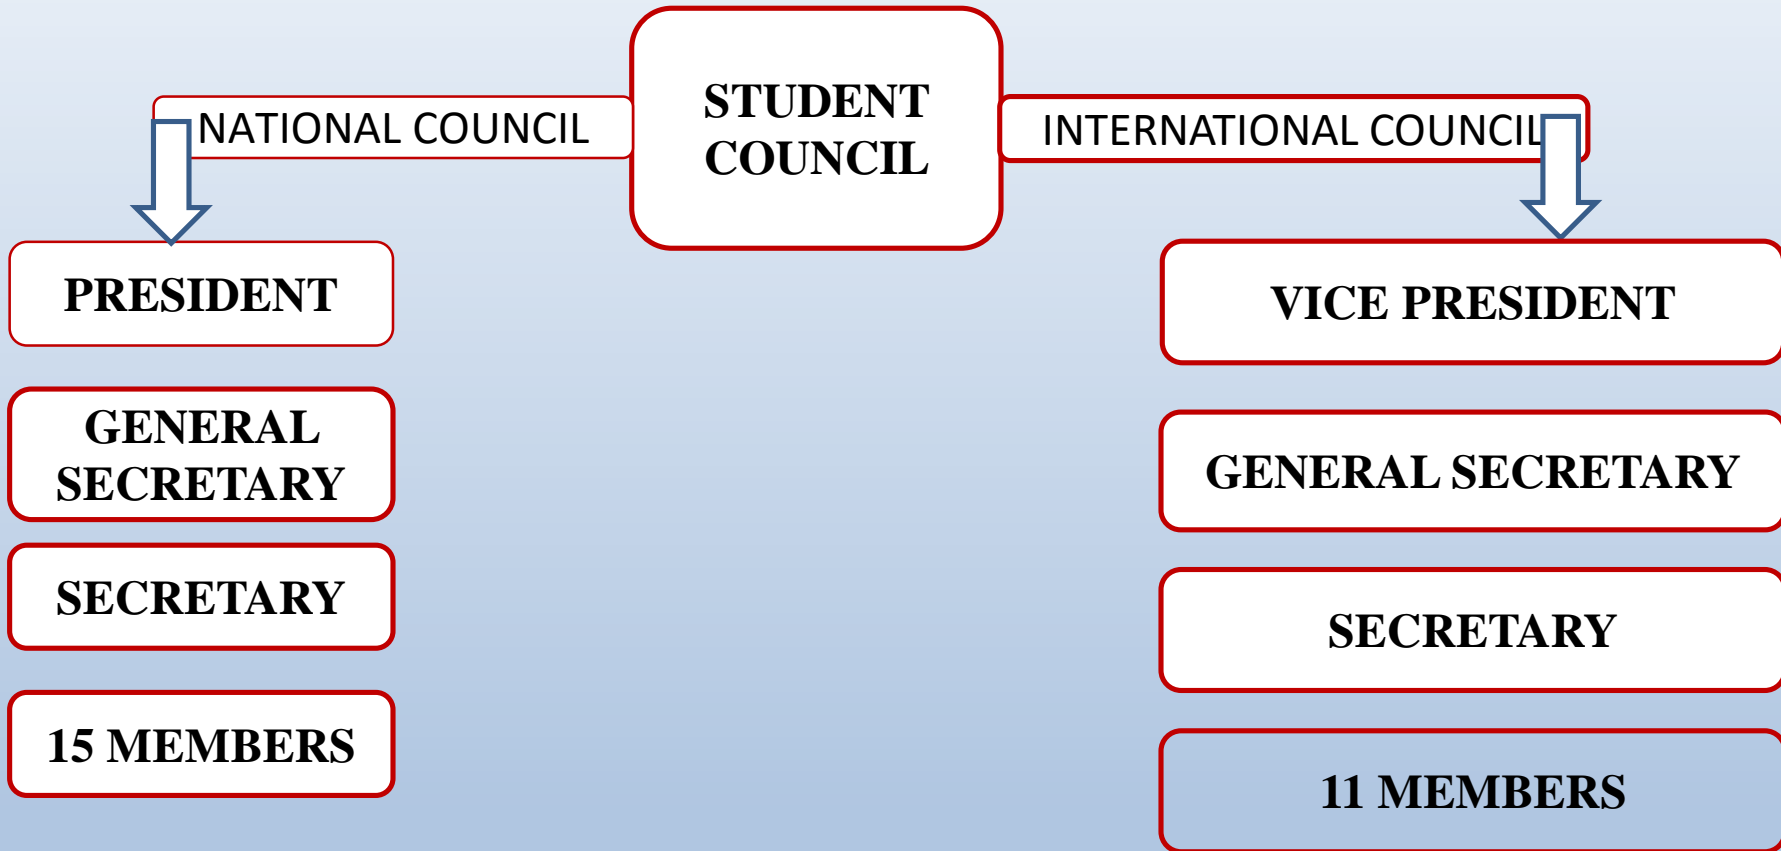 STUDENT
COUNCIL
NATIONAL COUNCIL
INTERNATIONAL COUNCIL
PRESIDENT
GENERAL
SECRETARY
SECRETARY
15 MEMBERS
VICE PRESIDENT
GENERAL SECRETARY
SECRETARY
11 MEMBERS